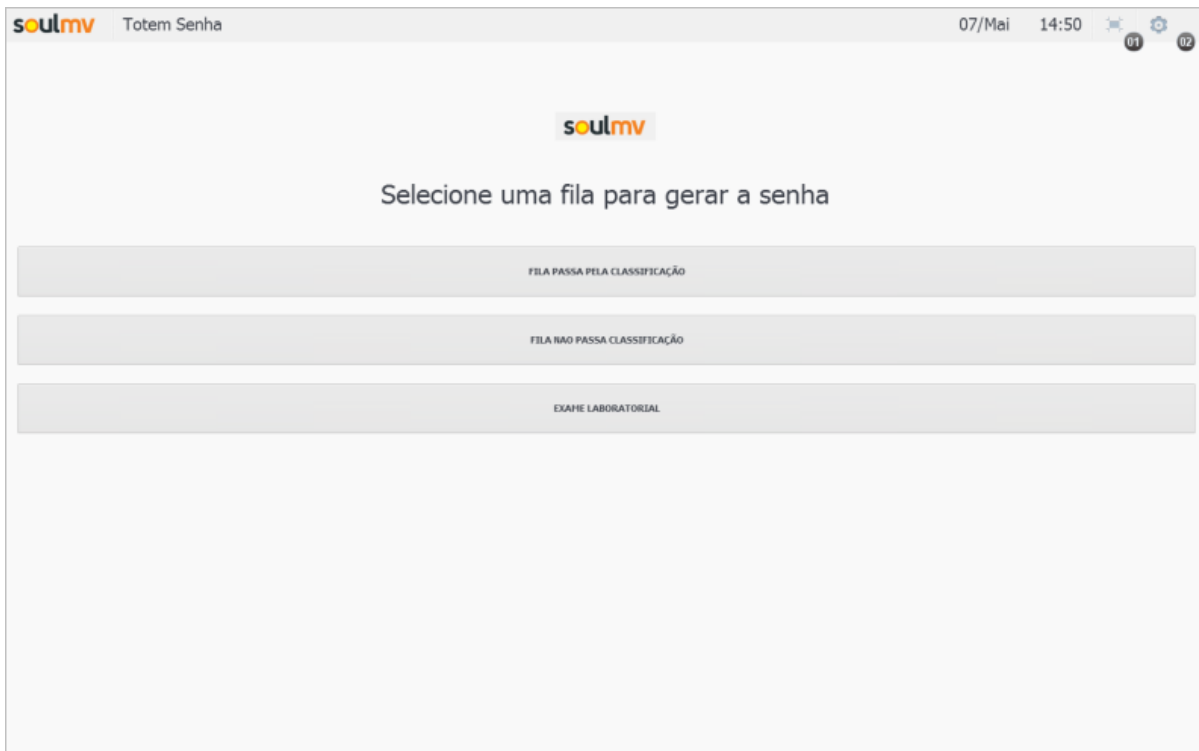 soulmv Totem Senha 07/Mai 14:50
01 02
soulmv
Selecione uma fila para gerar a senha
FILA PASSA PELA CLASSIFICAÇÃO
FILA NAO PASSA CLASSIFICAÇÃO
EXAME LABORATORIAL